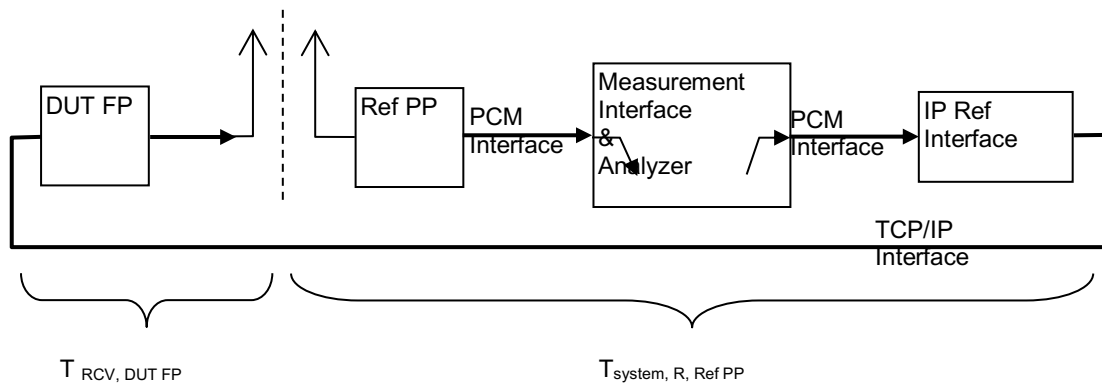 DUT FP
Ref PP
PCM
Interface
Measurement
Interface
&
Analyzer
PCM
Interface
IP Ref
Interface
TCP/IP
Interface
T RCV, DUT FP
Tsystem, R, Ref PP